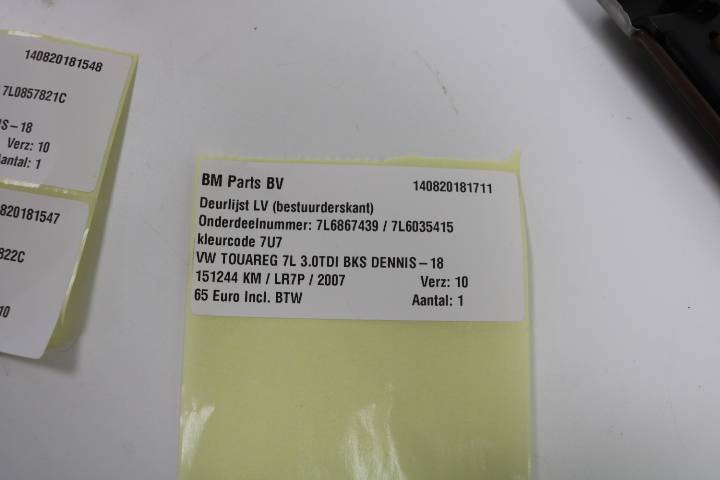 140820181548
7L0857821C
IS-18
Verz: 10
Aantal: 1
820181547
822C
10
BM Parts BV 140820181711
Deurlijst LV (bestuurderskant)
Onderdeelnummer: 7L6867439 / 7L6035415
kleurcode 7U7
VW TOUAREG 7L 3.0TDI BKS DENNIS-18
151244 KM / LR7P / 2007 Verz: 10
65 Euro Incl. BTW Aantal: 1